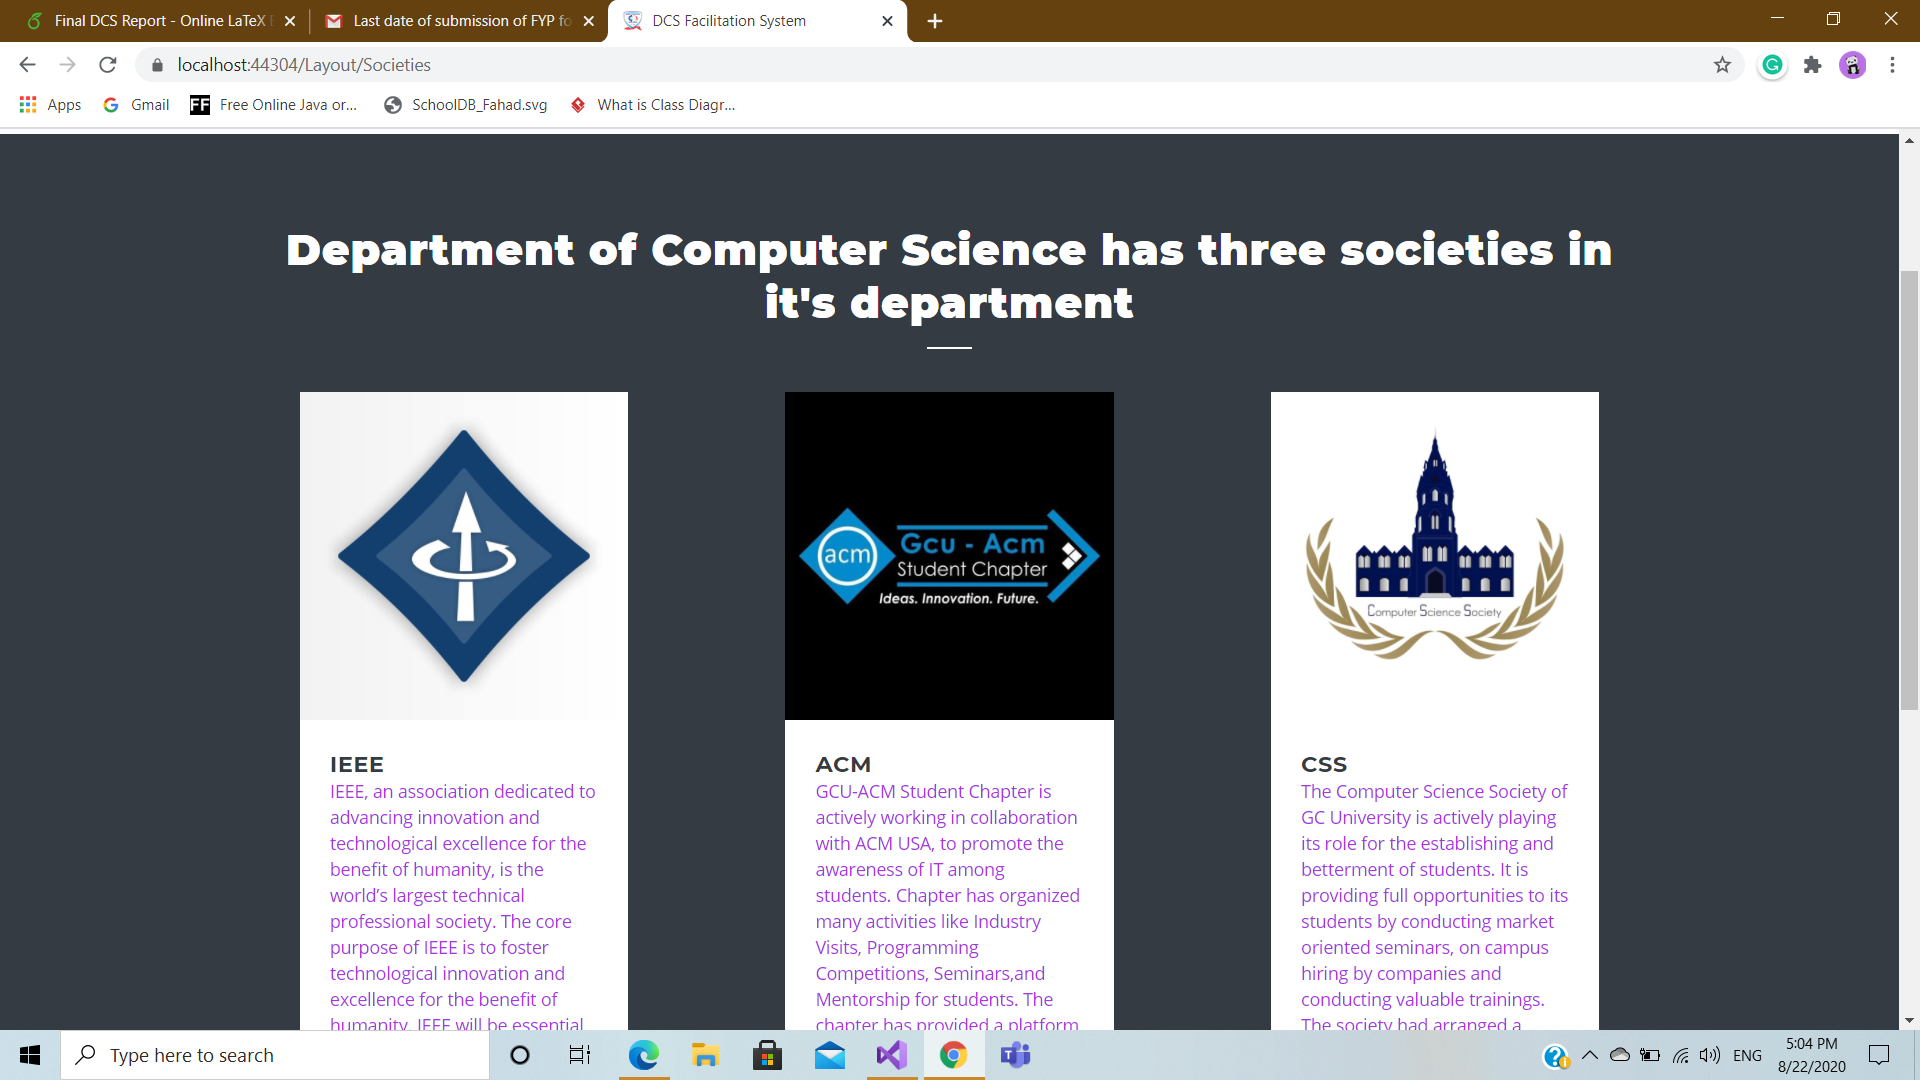 Final DCS Report - Online LaTeX E
Last date of submission of FYP fo
DCS Facilitation System
localhost:44304/Layout/Societies
Apps
Gmail
FF
Free Online Java or...
SchoolDB_Fahad.svg
What is Class Diagr...
Department of Computer Science has three societies in
it's department
acm
Gcu - Acm
Student Chapter
Ideas. Innovation. Future.
Computer Science Society
IEEE
IEEE, an association dedicated to
advancing innovation and
technological excellence for the
benefit of humanity, is the
world’s largest technical
professional society. The core
purpose of IEEE is to foster
technological innovation and
excellence for the benefit of
humanity. IEEE will be essential
ACM
GCU-ACM Student Chapter is
actively working in collaboration
with ACM USA, to promote the
awareness of IT among
students. Chapter has organized
many activities like Industry
Visits, Programming
Competitions, Seminars,and
Mentorship for students. The
chapter has provided a platform
CSS
The Computer Science Society of
GC University is actively playing
its role for the establishing and
betterment of students. It is
providing full opportunities to its
students by conducting market
oriented seminars, on campus
hiring by companies and
conducting valuable trainings.
The society had arranged a
Type here to search
ENG
5:04 PM
8/22/2020